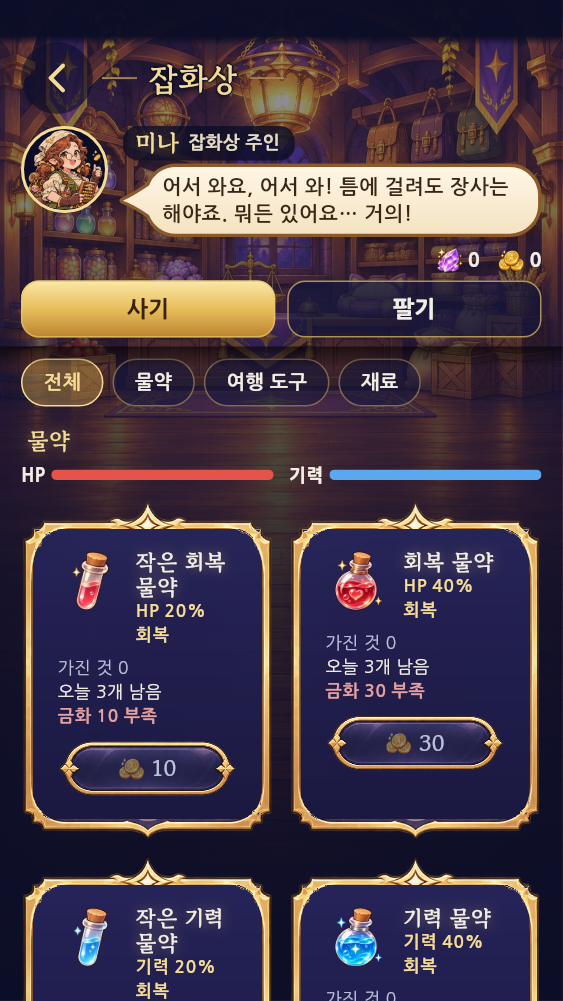 잡화상
미나 잡화상 주인
어서 와요, 어서 와! 틈에 걸려도 장사는
해야죠. 뭐든 있어요… 거의!
0 0
사기 팔기
전체 물약 여행 도구 재료
물약
HP 기력
작은 회복
물약
HP 20%
회복
가진 것 0
오늘 3개 남음
금화 10 부족
10
회복 물약
HP 40%
회복
가진 것 0
오늘 3개 남음
금화 30 부족
30
작은 기력
물약
기력 20%
회복
기력 물약
기력 40%
회복
가진 것 0